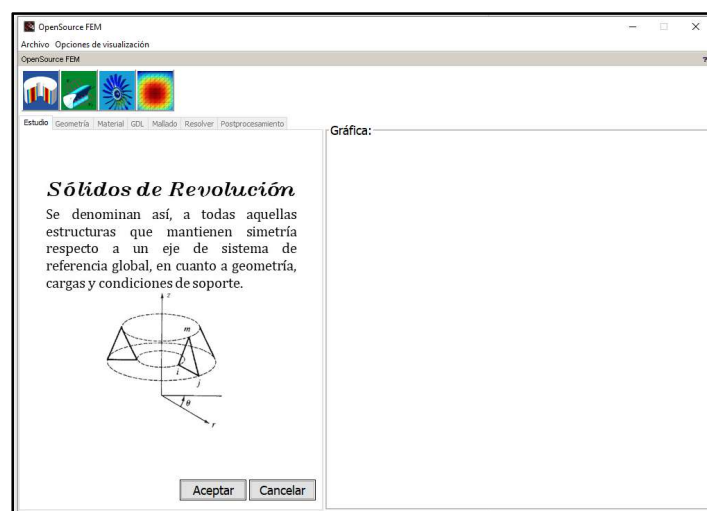 OpenSource FEM
Archivo Opciones de visualización
OpenSource FEM ?
Estudio Geometría Material GDL Mallado Resolver Postprocesamiento
Gráfica:
Sólidos de Revolución
Se denominan así, a todas aquellas
estructuras que mantienen simetría
respecto a un eje de sistema de
referencia global, en cuanto a geometría,
cargas y condiciones de soporte.
z
m
i
j
θ
r
Aceptar Cancelar